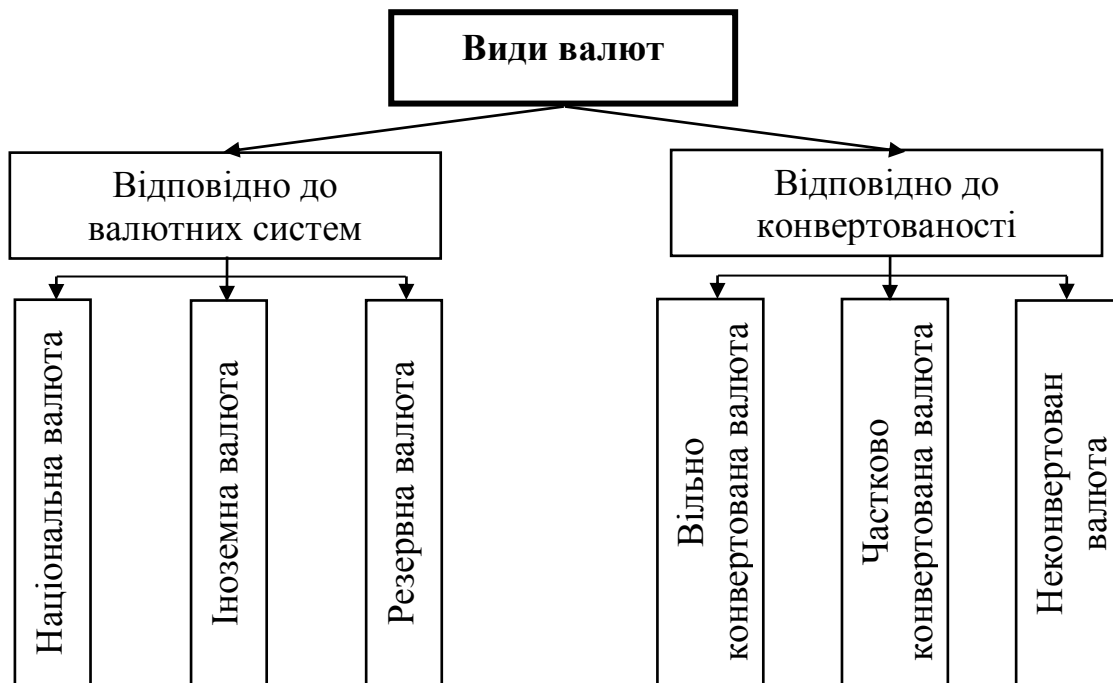 Види валют
Відповідно до
валютних систем
Відповідно до
конвертованості
Національна валюта
Іноземна валюта
Резервна валюта
Вільно
конвертована валюта
Частково
конвертована валюта
Неконвертован
валюта